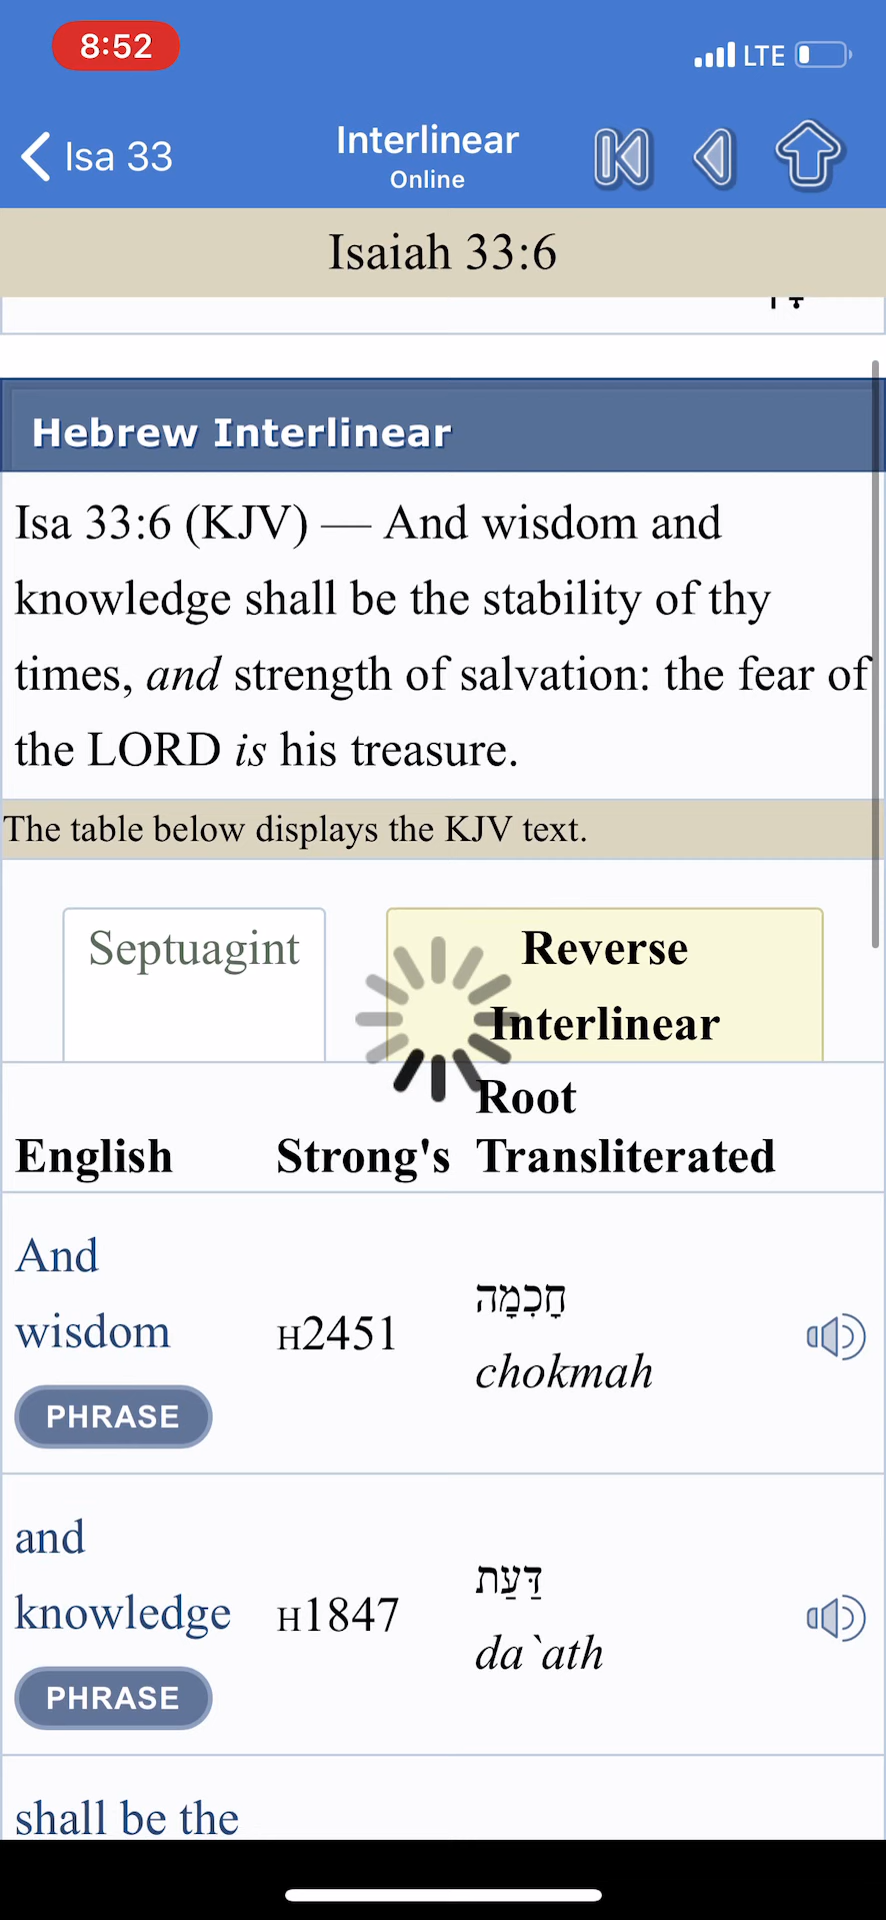 8:52
LTE
Isa 33
Interlinear
Online
Isaiah 33:6
Hebrew Interlinear
Isa 33:6 (KJV) — And wisdom and
knowledge shall be the stability of thy
times, and strength of salvation: the fear of
the LORD is his treasure.
The table below displays the KJV text.
Septuagint
Reverse
Interlinear
Root
English Strong's Transliterated
And
wisdom
H2451
חָכְמָה
chokmah
PHRASE
and
knowledge
H1847
דַּעַת
da`ath
PHRASE
shall be the